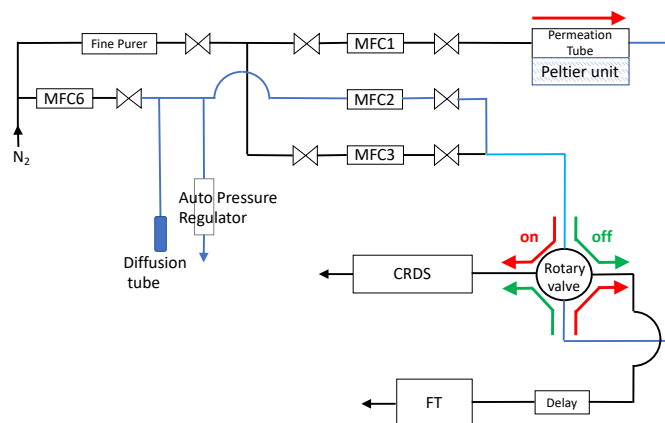 Fine Purer
MFC1
Permeation
Tube
Peltier unit
MFC6
MFC2
N2
MFC3
Auto Pressure
Regulator
Diffusion
tube
on
off
CRDS
Rotary
valve
FT
Delay